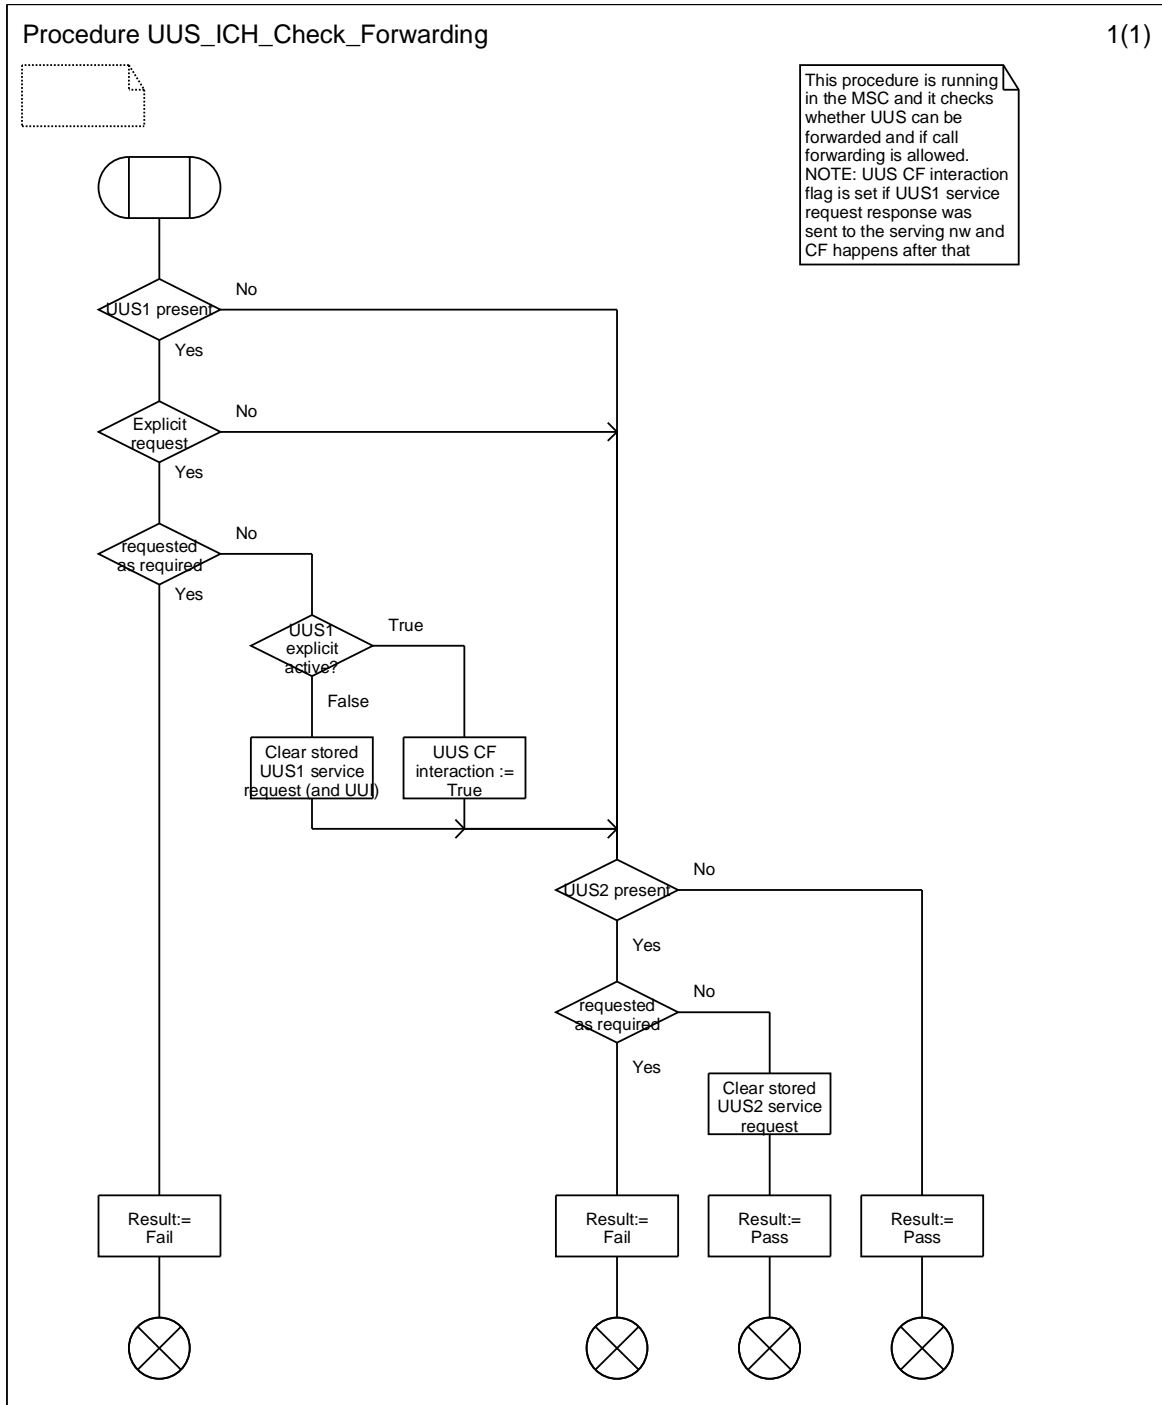 Procedure UUS_ICH_Check_Forwarding
1(1)
This procedure is running
in the MSC and it checks
whether UUS can be
forwarded and if call
forwarding is allowed.
NOTE: UUS CF interaction
flag is set if UUS1 service
request response was
sent to the serving nw and
CF happens after that
UUS1 present
No
Yes
Explicit
request
No
Yes
requested
as required
No
Yes
UUS1
explicit
active?
True
False
Clear stored
UUS1 service
request (and UUI)
UUS CF
interaction :=
True
UUS2 present
No
Yes
requested
as required
No
Yes
Clear stored
UUS2 service
request
Result:=
Fail
Result:=
Fail
Result:=
Pass
Result:=
Pass